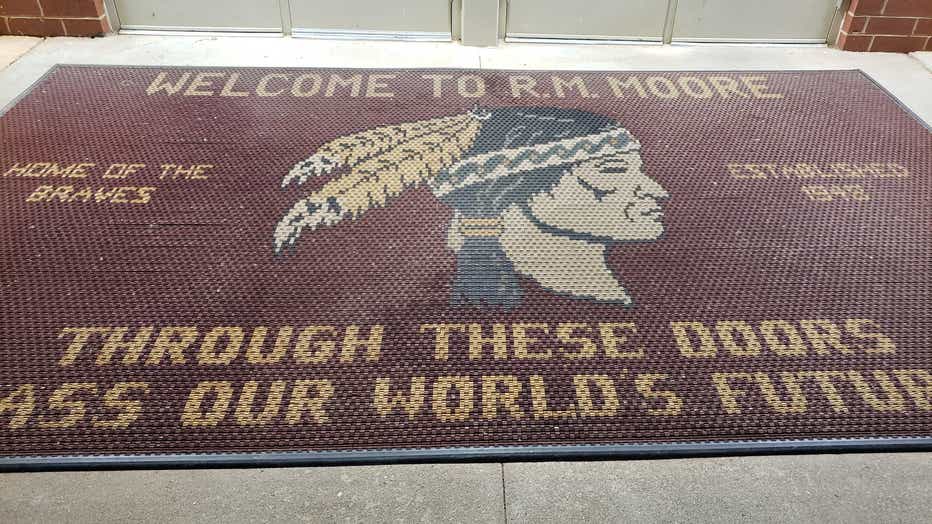 WELCOME TO R.M. MOORE
HOME OF THE
BRAVES
ESTABLISHED
THROUGH THESE DOORS
ASS OUR WORLD'S FUTUR